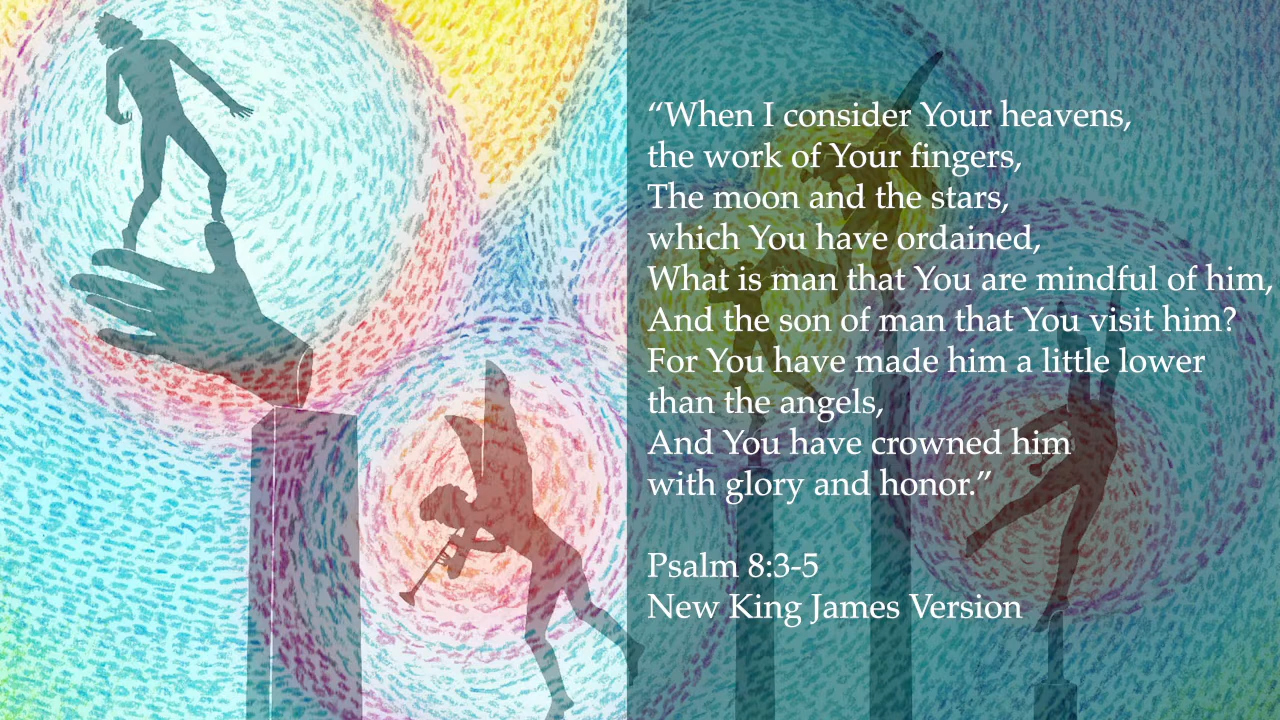 “When I consider Your heavens,
the work of Your fingers,
The moon and the stars,
which You have ordained,
What is man that You are mindful of him,
And the son of man that You visit him?
For You have made him a little lower
than the angels,
And You have crowned him
with glory and honor.”
Psalm 8:3-5
New King James Version